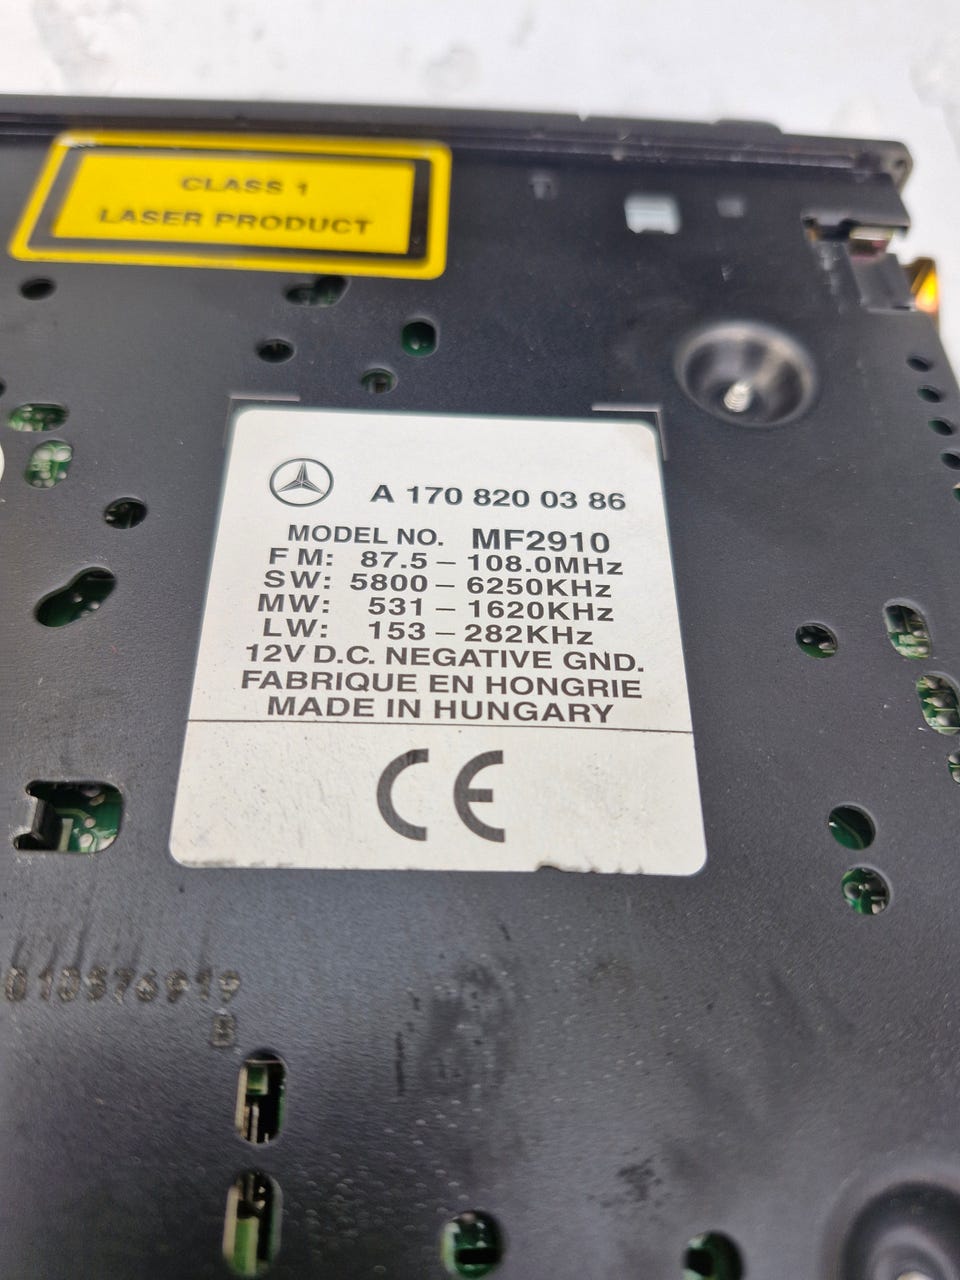 CLASS 1
LASER PRODUCT
A 170 820 03 86
MODEL NO. MF2910
FM: 87.5 – 108.0MHz
SW: 5800 – 6250KHz
MW: 531 – 1620KHz
LW: 153 – 282KHz
12V D.C. NEGATIVE GND.
FABRIQUE EN HONGRIE
MADE IN HUNGARY
CE
B